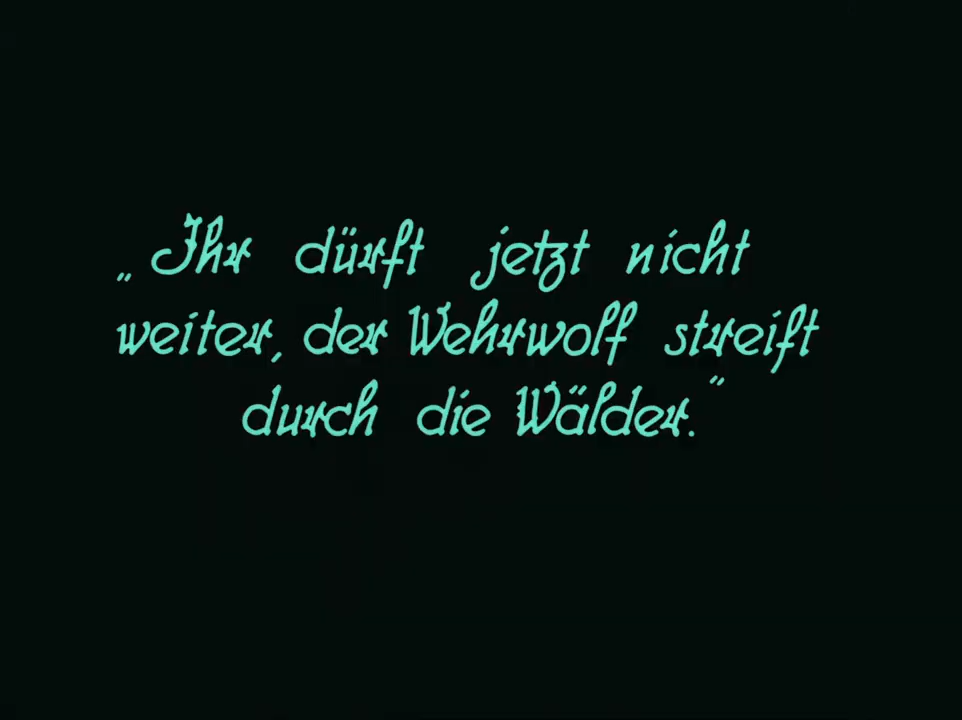 „Ihr dürft jetzt nicht
weiter, der Wehrwolf streift
durch die Wälder.”